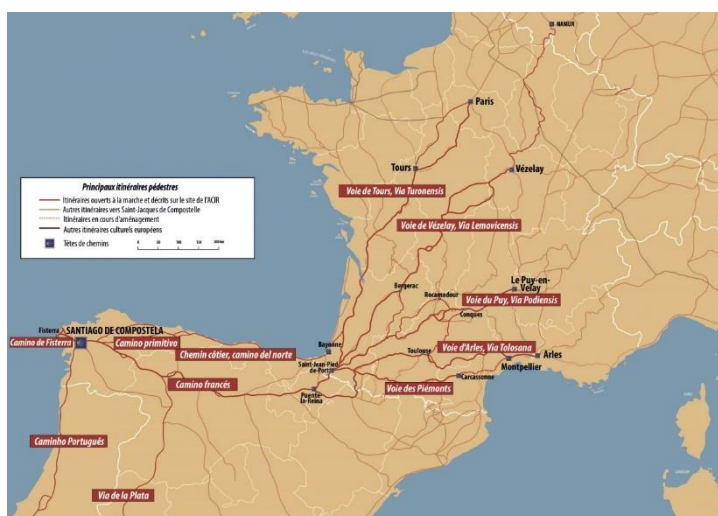 NAMUR
Paris
Tours
Vézelay
Voie de Tours, Via Turonensis
Principaux itinéraires pédestres
Itinéraires ouverts à la marche et décrits sur le site de l'ACIR
Autres itinéraires vers Saint-Jacques de Compostelle
Itinéraires en cours d'aménagement
Autres itinéraires culturels européens
Têtes de chemins
Voie de Vézelay, Via Lemovicensis
Bergerac
Rocamadour
Le Puy-en-
Velay
Voie du Puy, Via Podiensis
Conques
Fisterra
SANTIAGO DE COMPOSTELA
Camino de Fisterra
Camino primitivo
Chemin côtier, camino del norte
Bayonne
Saint-Jean-Pied
de-Port
Toulouse
Voie d'Arles, Via Tolosana
Arles
Montpellier
Camino francés
Puente-
La-Reina
Voie des Piémonts
Carcassonne
Caminho Português
Via de la Plata